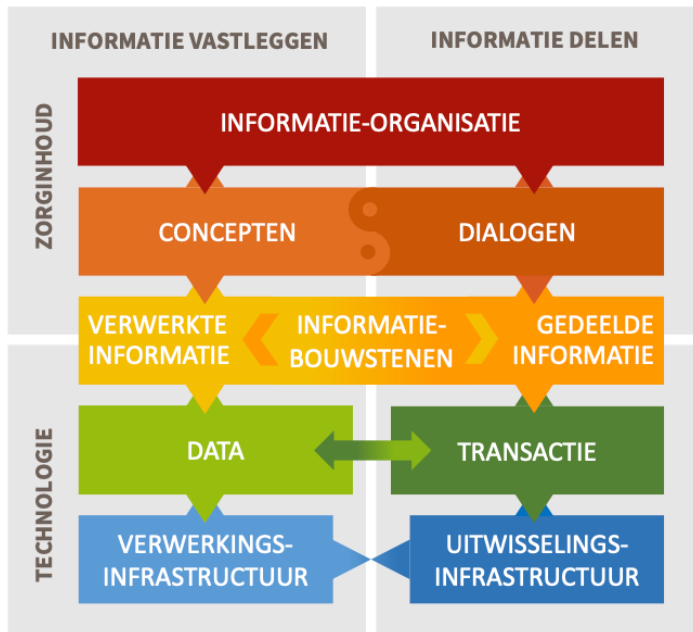 INFORMATIE VASTLEGGEN
INFORMATIE DELEN
ZORGINHOUD
INFORMATIE-ORGANISATIE
CONCEPTEN
DIALOGEN
VERWERKTE
INFORMATIE
INFORMATIE-
BOUWSTENEN
GEDEELDE
INFORMATIE
TECHNOLOGIE
DATA
TRANSACTIE
VERWERKINGS-
INFRASTRUCTUUR
UITWISSELINGS-
INFRASTRUCTUUR